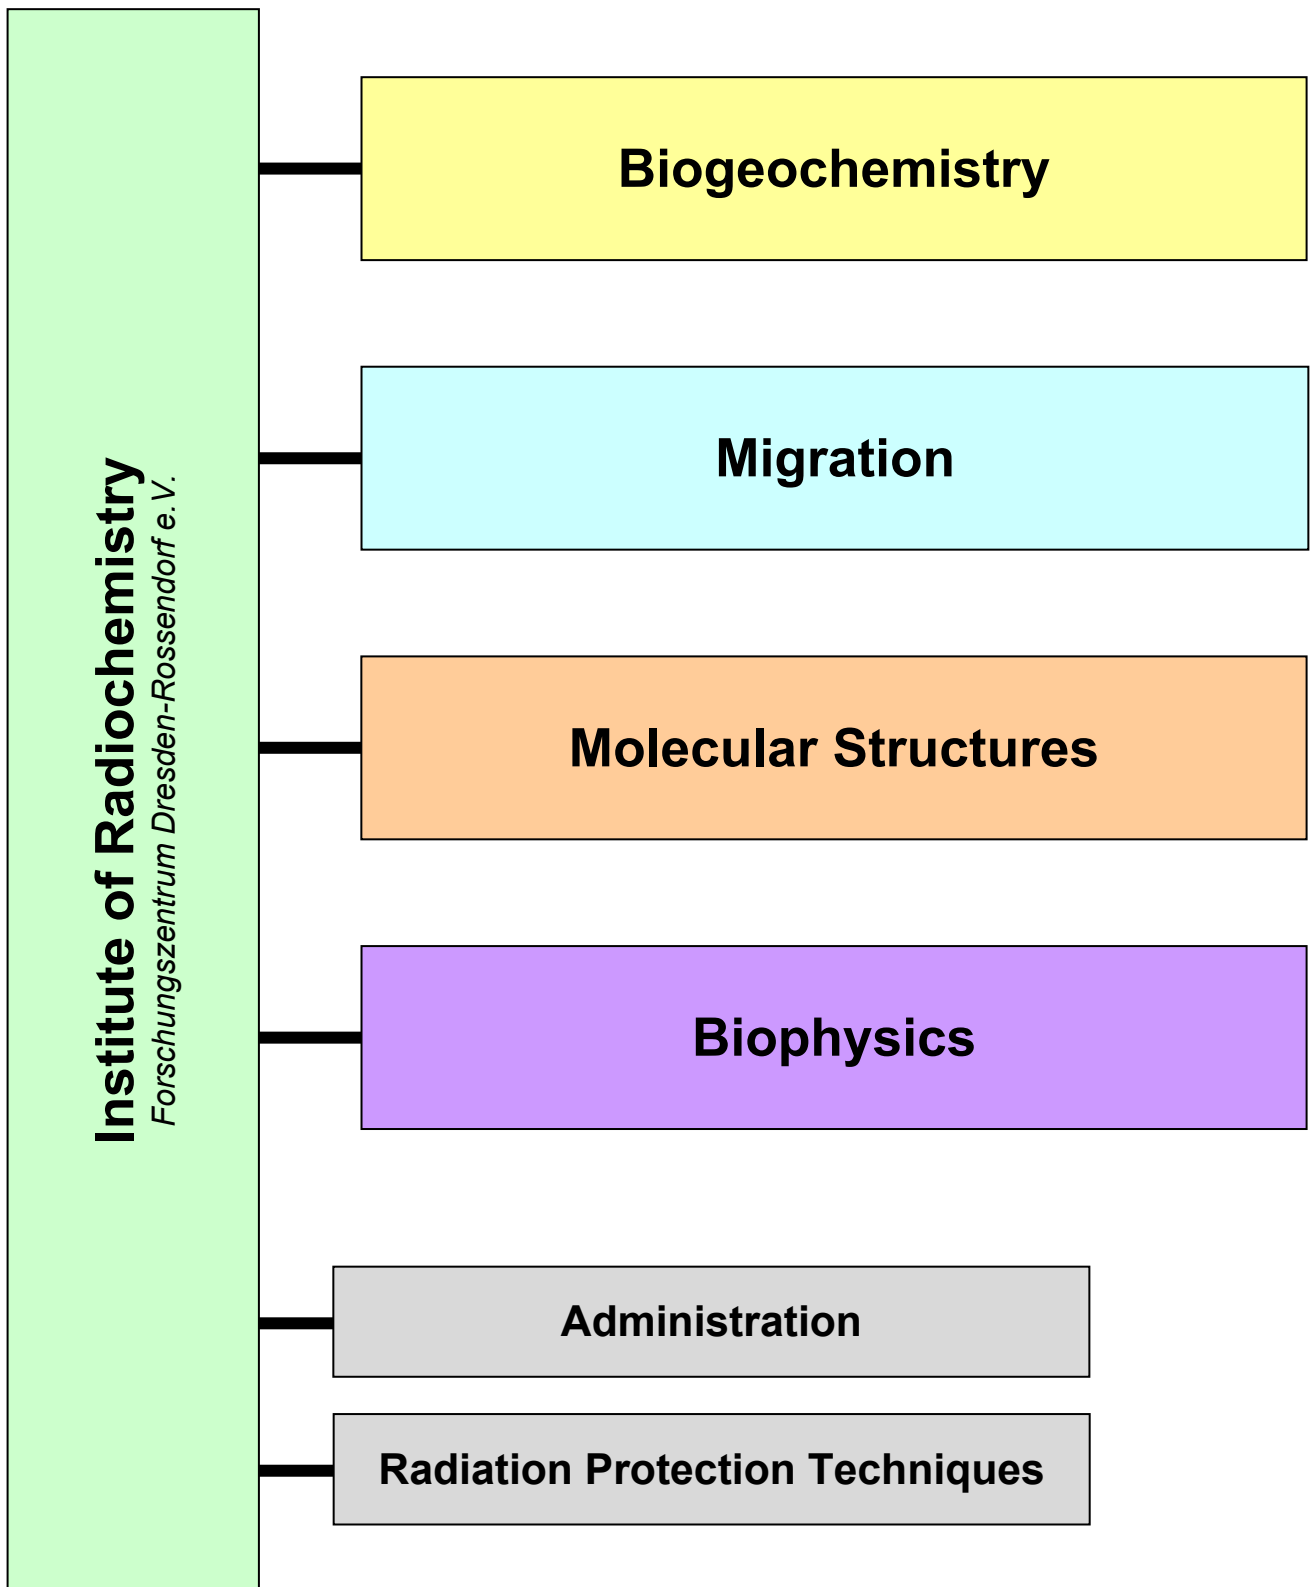 Institute of Radiochemistry
Forschungszentrum Dresden-Rossendorf e.V.
Biogeochemistry
Migration
Molecular Structures
Biophysics
Administration
Radiation Protection Techniques